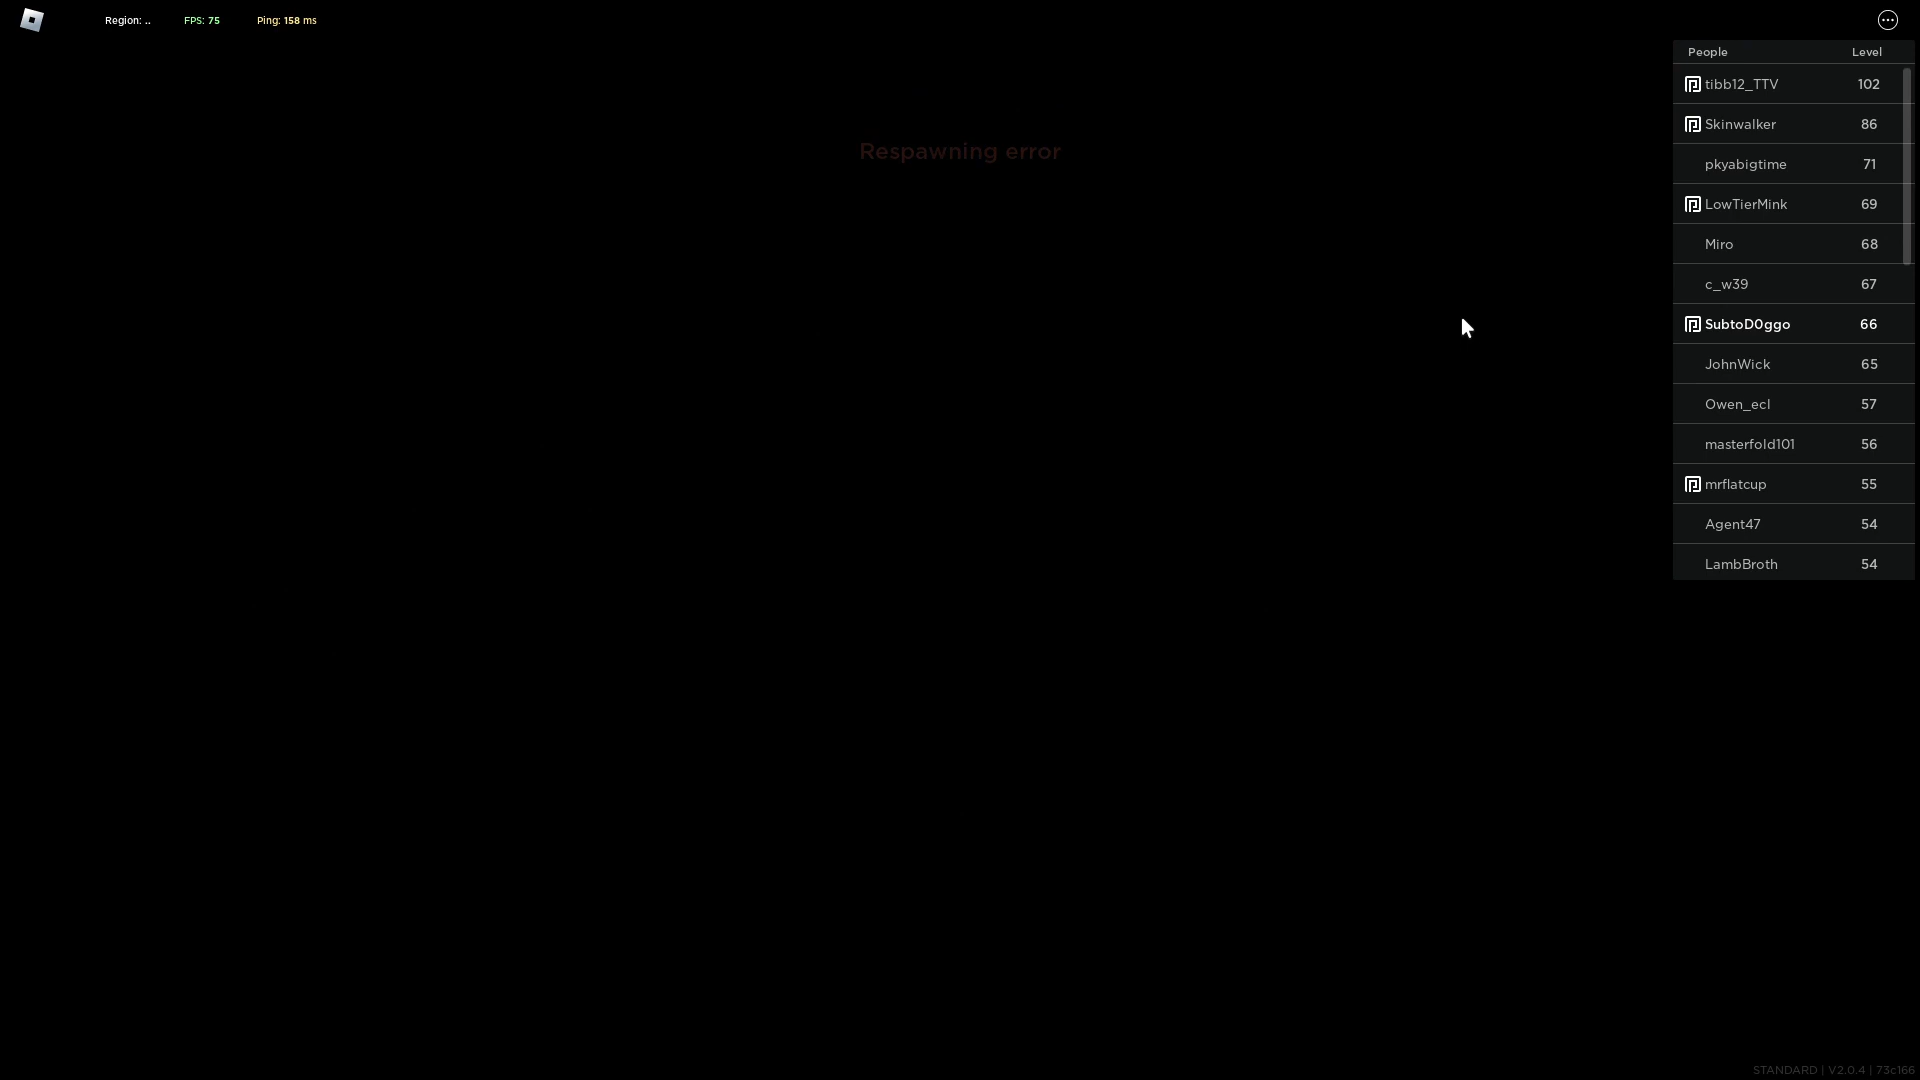 Region: .. FPS: 75 Ping: 158 ms
People Level
tibb12_TTV 102
Skinwalker 86
pkyabigtime 71
LowTierMink 69
Miro 68
c_w39 67
SubtoD0ggo 66
JohnWick 65
Owen_ecl 57
masterfold101 56
mrflatcup 55
Agent47 54
LambBroth 54
Respawning error
STANDARD | V2.0.4 | 73c166